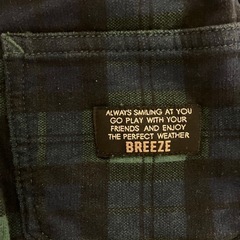 ALWAYS SMILING AT YOU
GO PLAY WITH YOUR
FRIENDS AND ENJOY
THE PERFECT WEATHER
BREEZE